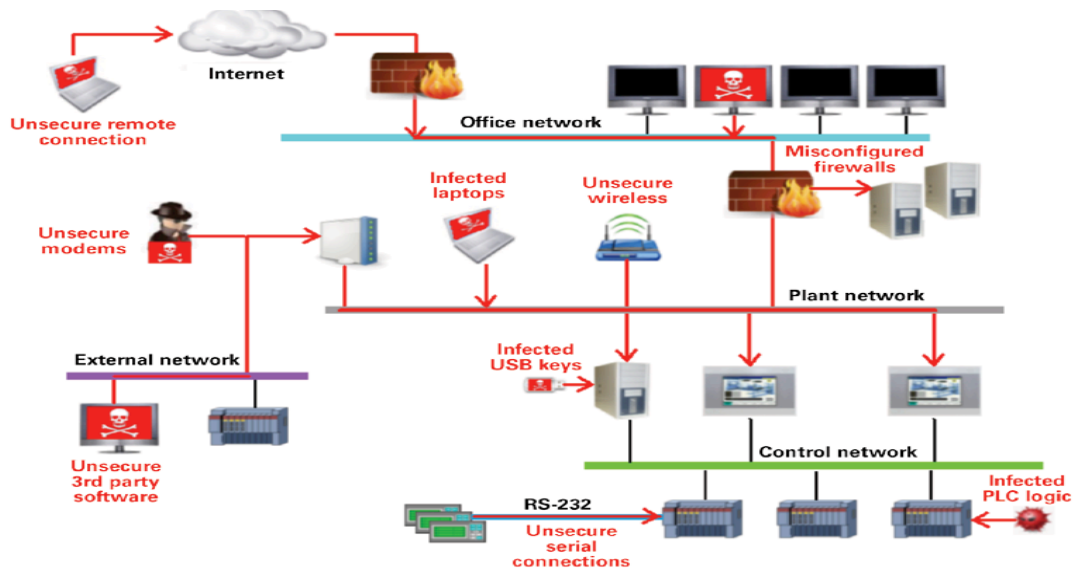 Internet
Unsecure remote
connection
Office network
Misconfigured
firewalls
Infected
laptops
Unsecure
wireless
Unsecure
modems
Plant network
External network
Infected
USB keys
Unsecure
3rd party
software
Control network
Infected
PLC logic
RS-232
Unsecure
serial
connections